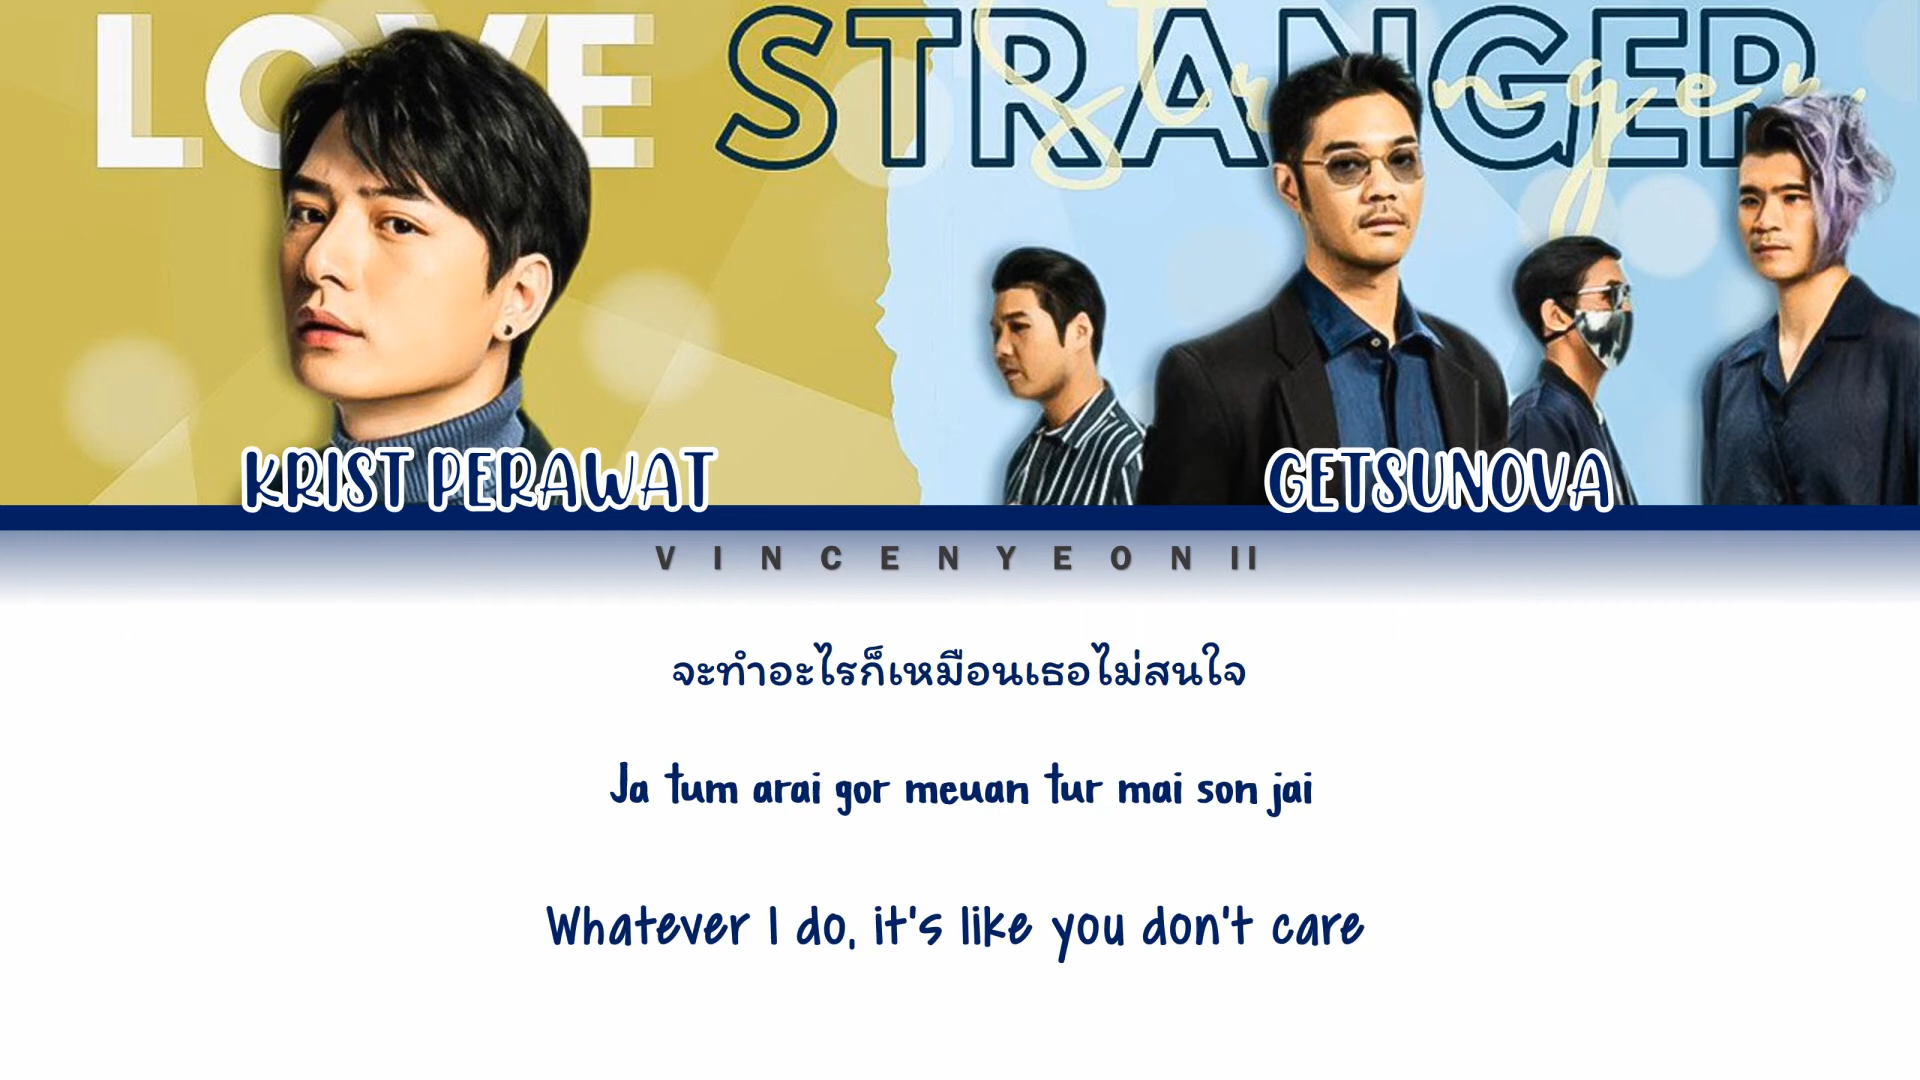 LOVE STRANGER
Stranger
KRIST PERAWAT
GETSUNOVA
VINCENYEON II
จะทำอะไรก็เหมือนเธอไม่สนใจ
Ja tum arai gor meuan tur mai son jai
Whatever I do, it's like you don't care